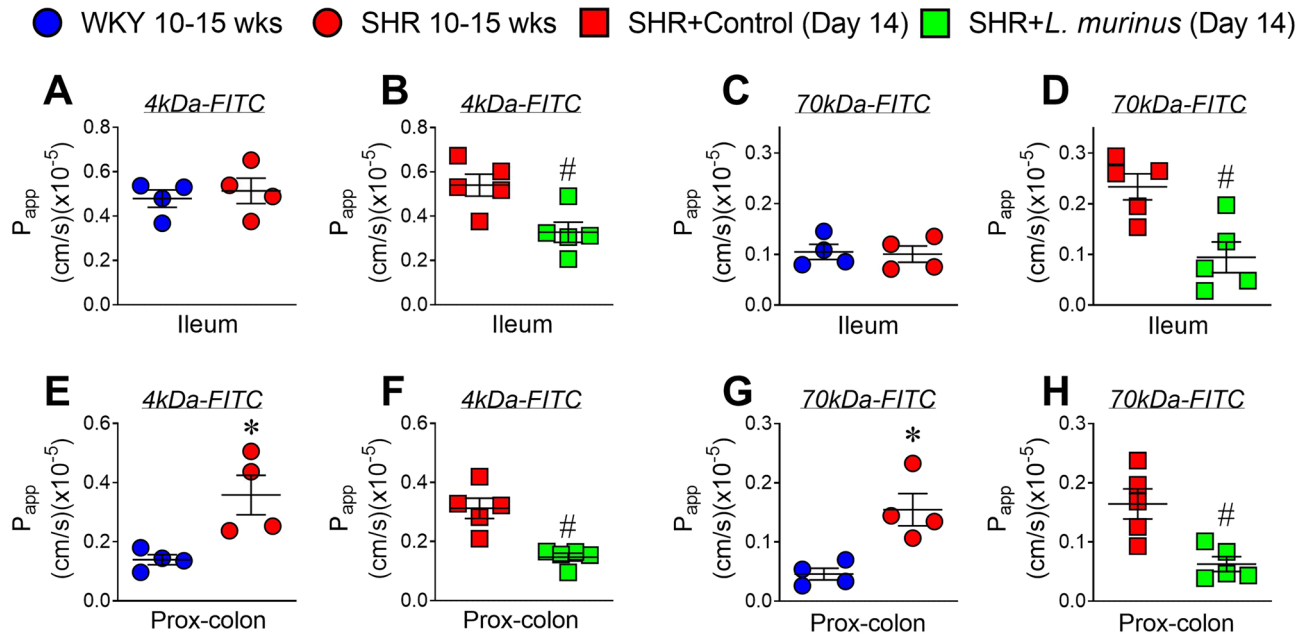 WKY 10-15 wks SHR 10-15 wks SHR+Control (Day 14) SHR+L. murinus (Day 14)
A B C D
4kDa-FITC 4kDa-FITC 70kDa-FITC 70kDa-FITC
Papp (cm/s)(x10-5) Papp (cm/s)(x10-5) Papp (cm/s)(x10-5) Papp (cm/s)(x10-5)
0.8 0.8 0.3 0.3
0.6 0.6 0.2 0.2
0.4 0.4 0.1 0.1
0.2 0.2 0.0 0.0
0.0 0.0
# #
Ileum Ileum Ileum Ileum
E F G H
4kDa-FITC 4kDa-FITC 70kDa-FITC 70kDa-FITC
Papp (cm/s)(x10-5) Papp (cm/s)(x10-5) Papp (cm/s)(x10-5) Papp (cm/s)(x10-5)
0.6 0.6 0.3 0.3
0.4 0.4 0.2 0.2
0.2 0.2 0.1 0.1
0.0 0.0 0.0 0.0
* # * #
Prox-colon Prox-colon Prox-colon Prox-colon